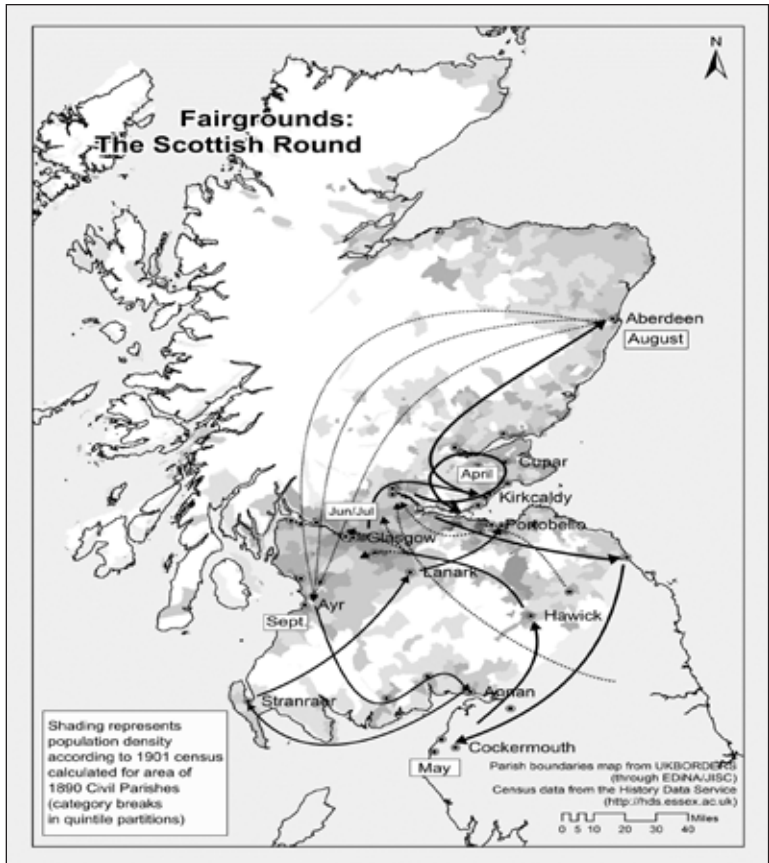 N
Fairgrounds:
The Scottish Round
Aberdeen
August
Cupar
April
Kirkcaldy
Jun/Jul
Portobello
Glasgow
Lanark
Ayr
Sept.
Hawick
Stranraer
Annan
Cockermouth
May
Shading represents
population density
according to 1901 census
calculated for area of
1890 Civil Parishes
(category breaks
in quintile partitions)
Parish boundaries map from UKBORDERS
(through EDiNA/JISC)
Census data from the History Data Service
(http://hds.essex.ac.uk)
Miles
0 5 10 20 30 40